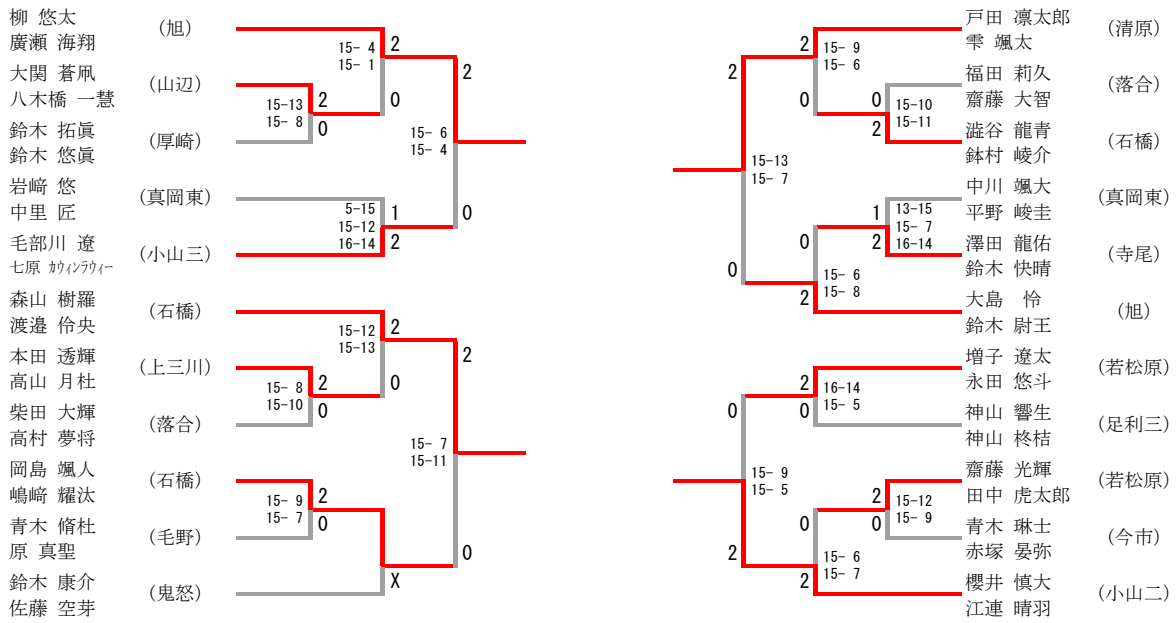 柳 悠太
廣瀬 海翔
(旭)
大関 蒼凧
八木橋 一慧
(山辺)
鈴木 拓眞
鈴木 悠眞
(厚崎)
岩﨑 悠
中里 匠
(真岡東)
毛部川 遼
七原 カウィンラウィー
(小山三)
森山 樹羅
渡邉 伶央
(石橋)
本田 透輝
高山 月杜
(上三川)
柴田 大輝
高村 夢将
(落合)
岡島 颯人
嶋﨑 耀汰
(石橋)
青木 脩杜
原 真聖
(毛野)
鈴木 康介
佐藤 空芽
(鬼怒)
15- 4
15- 1
2
0
15-13
15- 8
2
0
15- 6
15- 4
2
0
5-15
15-12
16-14
1
2
15-12
15-13
2
0
15- 8
15-10
2
0
15- 7
15-11
2
0
15- 9
15- 7
2
0
X
戸田 凛太郎
雫 颯太
(清原)
福田 莉久
齋藤 大智
(落合)
澁谷 龍青
鉢村 崚介
(石橋)
中川 颯大
平野 峻圭
(真岡東)
澤田 龍佑
鈴木 快晴
(寺尾)
大島 怜
鈴木 尉王
(旭)
増子 遼太
永田 悠斗
(若松原)
神山 響生
神山 柊桔
(足利三)
齋藤 光輝
田中 虎太郎
(若松原)
青木 琳士
赤塚 晏弥
(今市)
櫻井 慎大
江連 晴羽
(小山二)
2
0
15- 9
15- 6
0
2
15-10
15-11
2
0
15-13
15- 7
1
2
13-15
15- 7
16-14
0
2
15- 6
15- 8
2
0
16-14
15- 5
0
2
15- 9
15- 5
2
0
15-12
15- 9
0
2
15- 6
15- 7